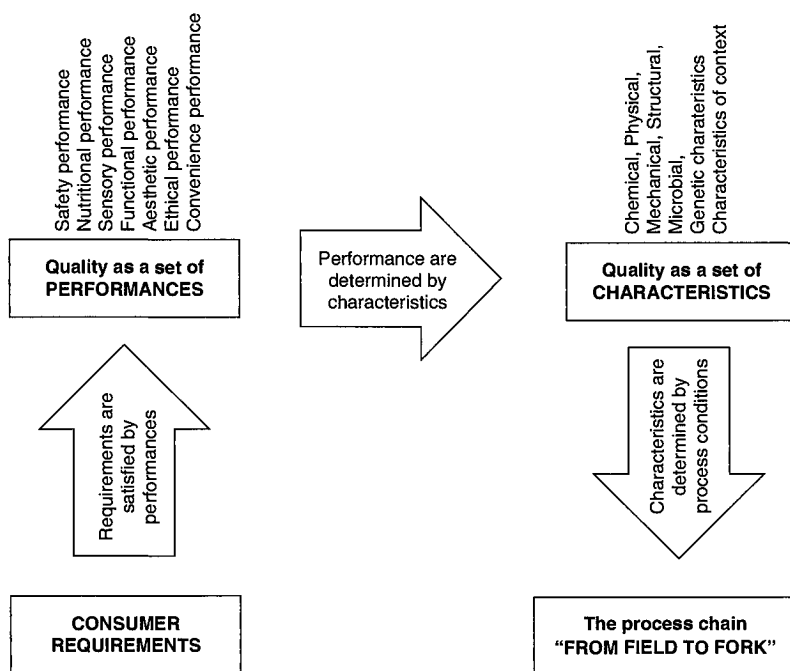 Safety performance
Nutritional performance
Sensory performance
Functional performance
Aesthetic performance
Ethical performance
Convenience performance
Quality as a set of
PERFORMANCES
Performance are
determined by
characteristics
Chemical, Physical,
Mechanical, Structural,
Microbial,
Genetic charateristics
Characteristics of context
Quality as a set of
CHARACTERISTICS
Requirements are
satisfied by
performances
Characteristics are
determined by
process conditions
CONSUMER
REQUIREMENTS
The process chain
"FROM FIELD TO FORK"